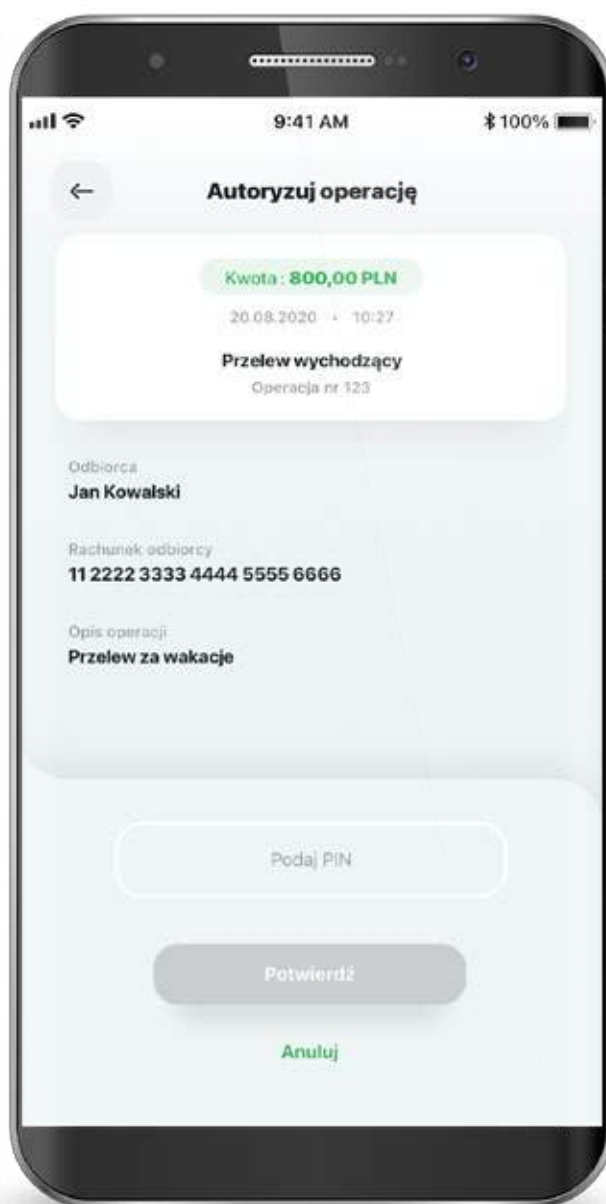 9:41 AM
100%
Autoryzuj operację
Kwota : 800,00 PLN
20.08.2020 • 10:27
Przelew wychodzący
Operacja nr 123
Odbiorca
Jan Kowalski
Rachunek odbiorcy
11 2222 3333 4444 5555 6666
Opis operacji
Przelew za wakacje
Podaj PIN
Potwierdź
Anuluj